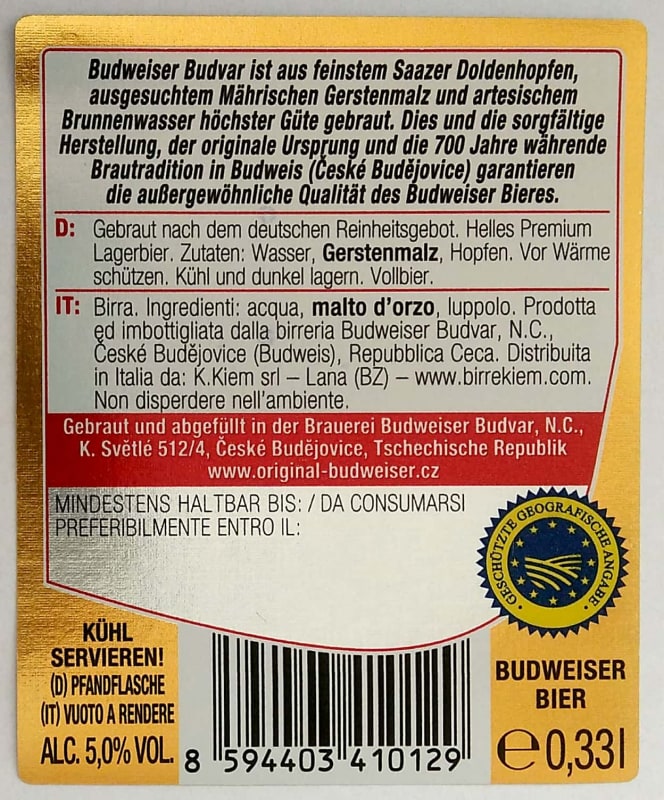 Budweiser Budvar ist aus feinstem Saazer Doldenhopfen,
ausgesuchtem Mährischen Gerstenmalz und artesischem
Brunnenwasser höchster Güte gebraut. Dies und die sorgfältige
Herstellung, der originale Ursprung und die 700 Jahre währende
Brautradition in Budweis (České Budějovice) garantieren
die außergewöhnliche Qualität des Budweiser Bieres.
D: Gebraut nach dem deutschen Reinheitsgebot. Helles Premium
Lagerbier. Zutaten: Wasser, Gerstenmalz, Hopfen. Vor Wärme
schützen. Kühl und dunkel lagern. Vollbier.
IT: Birra. Ingredienti: acqua, malto d'orzo, luppolo. Prodotta
ed imbottigliata dalla birreria Budweiser Budvar, N.C.,
České Budějovice (Budweis), Repubblica Ceca. Distribuita
in Italia da: K.Kiem srl – Lana (BZ) – www.birrekiem.com.
Non disperdere nell'ambiente.
Gebraut und abgefüllt in der Brauerei Budweiser Budvar, N.C.,
K. Světlé 512/4, České Budějovice, Tschechische Republik
www.original-budweiser.cz
MINDESTENS HALTBAR BIS: / DA CONSUMARSI
PREFERIBILMENTE ENTRO IL:
GESCHÜTZTE GEOGRAFISCHE ANGABE
KÜHL
SERVIEREN!
(D) PFANDFLASCHE
(IT) VUOTO A RENDERE
ALC. 5,0% VOL.
8 594403 410129
BUDWEISER
BIER
℮ 0,33l